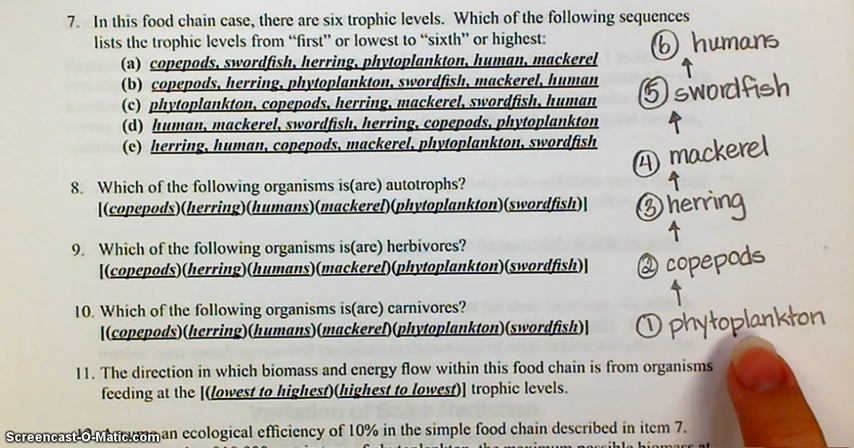 7. In this food chain case, there are six trophic levels. Which of the following sequences
lists the trophic levels from “first” or lowest to “sixth” or highest:
(a) copepods, swordfish, herring, phytoplankton, human, mackerel
(b) copepods, herring, phytoplankton, swordfish, mackerel, human
(c) phytoplankton, copepods, herring, mackerel, swordfish, human
(d) human, mackerel, swordfish, herring, copepods, phytoplankton
(e) herring, human, copepods, mackerel, phytoplankton, swordfish
8. Which of the following organisms is(are) autotrophs?
[(copepods)(herring)(humans)(mackerel)(phytoplankton)(swordfish)]
9. Which of the following organisms is(are) herbivores?
[(copepods)(herring)(humans)(mackerel)(phytoplankton)(swordfish)]
10. Which of the following organisms is(are) carnivores?
[(copepods)(herring)(humans)(mackerel)(phytoplankton)(swordfish)]
11. The direction in which biomass and energy flow within this food chain is from organisms
feeding at the [(lowest to highest)(highest to lowest)] trophic levels.
an ecological efficiency of 10% in the simple food chain described in item 7.
6 humans
5 swordfish
4 mackerel
3 herring
2 copepods
1 phytoplankton
Screencast-O-Matic.com